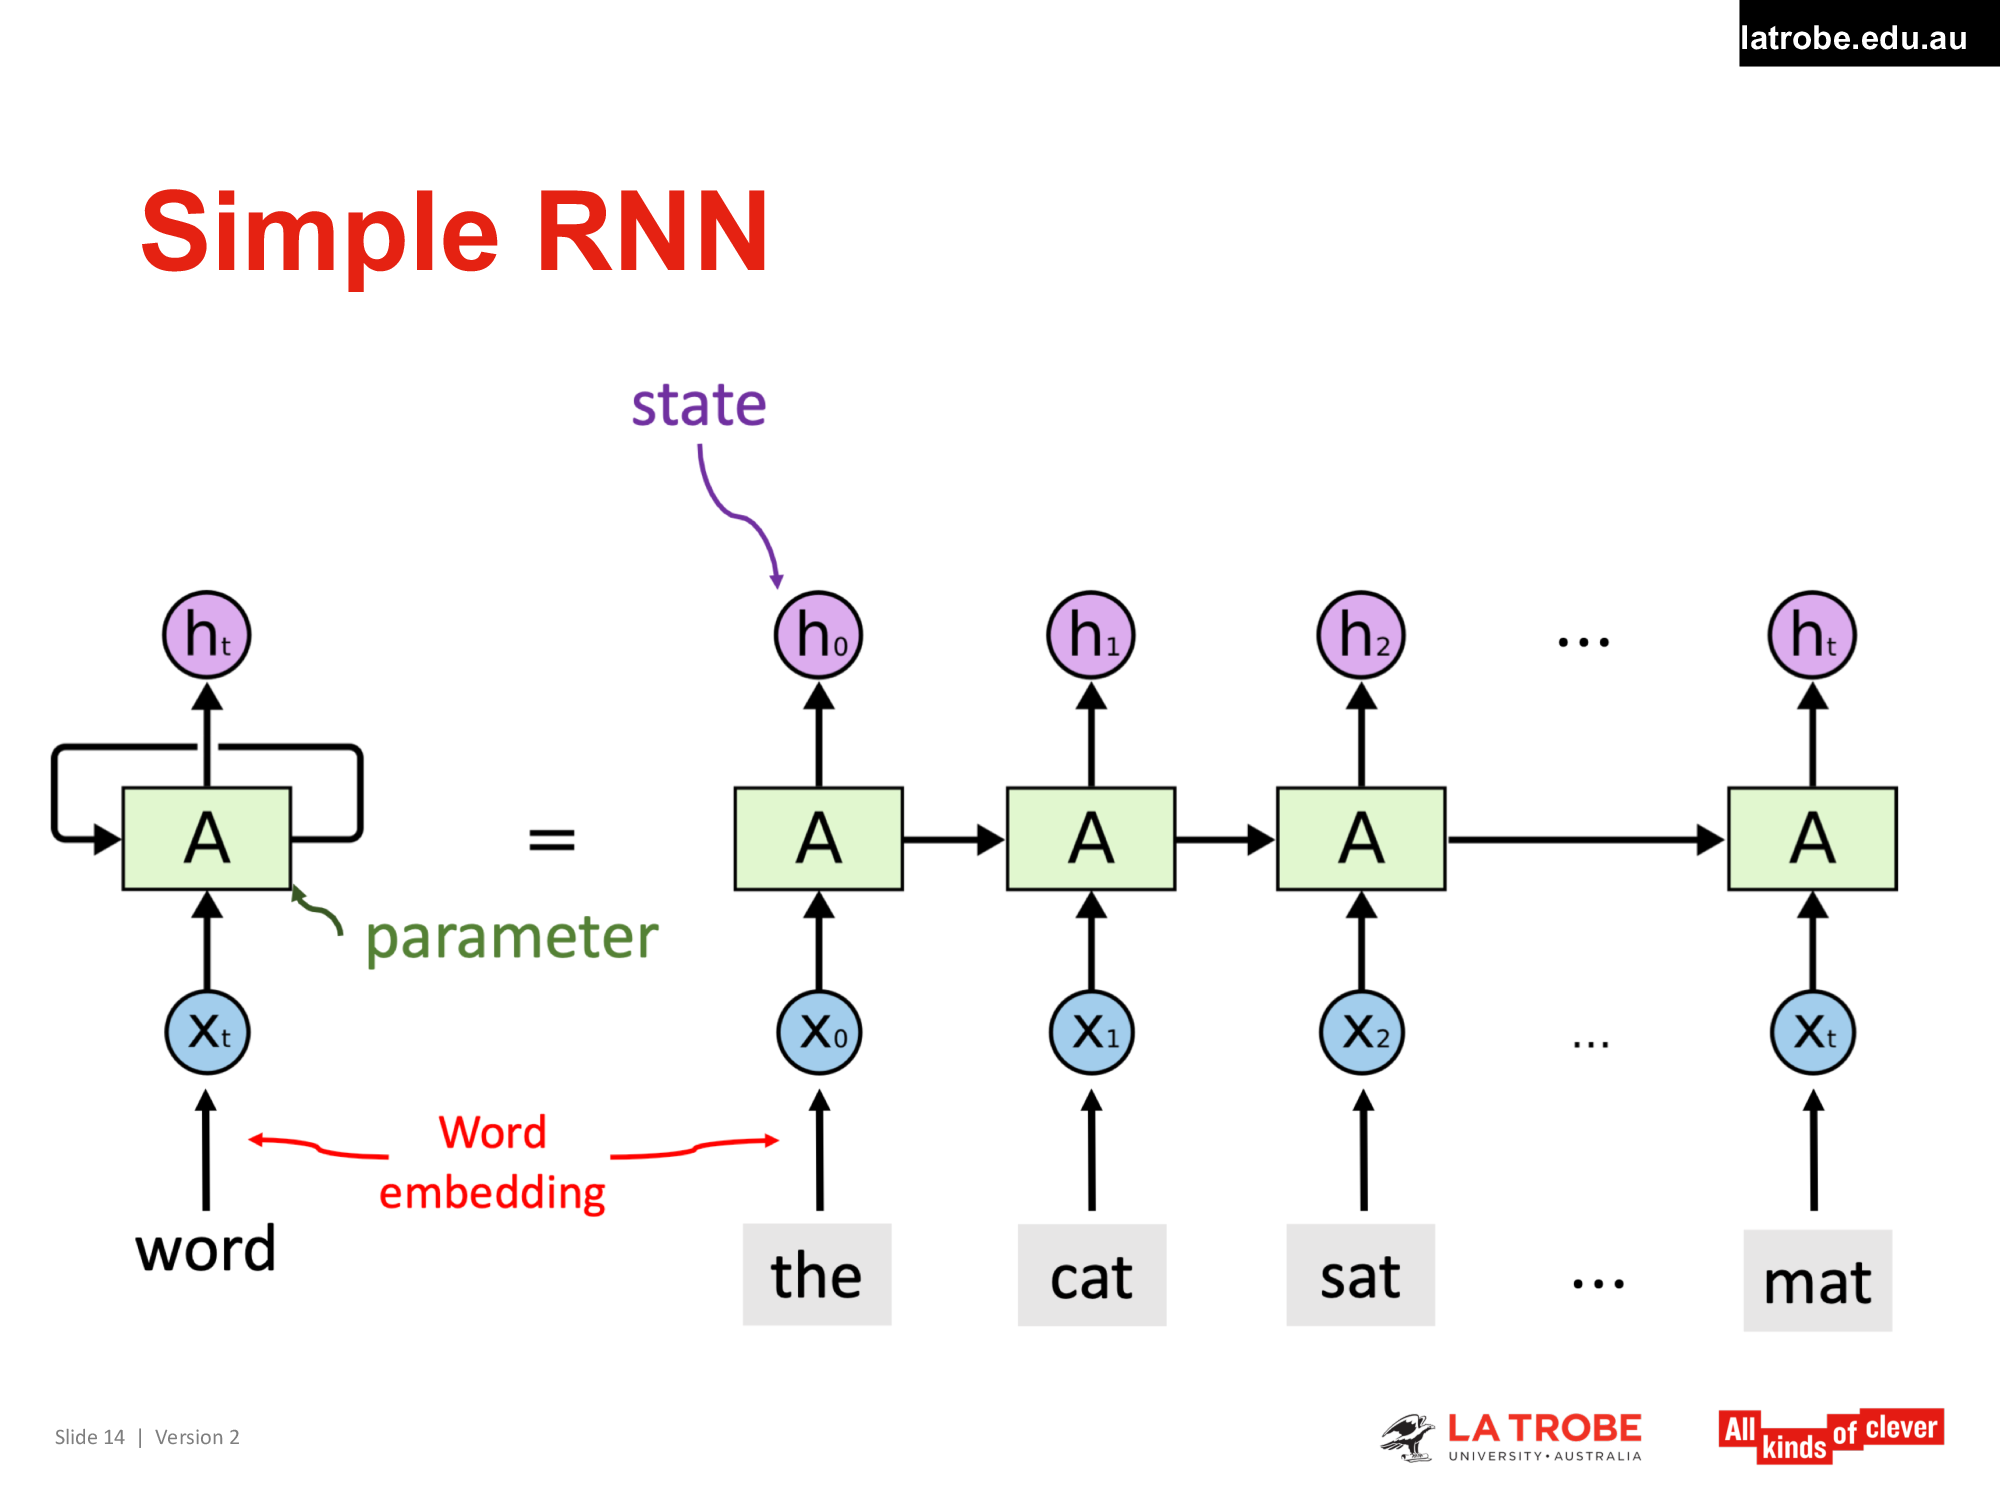 latrobe.edu.au
Simple RNN
state
ht
h0
h1
h2
...
ht
A
=
A
A
A
A
parameter
xt
x0
x1
x2
...
xt
Word
embedding
word
the
cat
sat
...
mat
Slide 14 | Version 2
LA TROBE
UNIVERSITY • AUSTRALIA
All kinds of clever